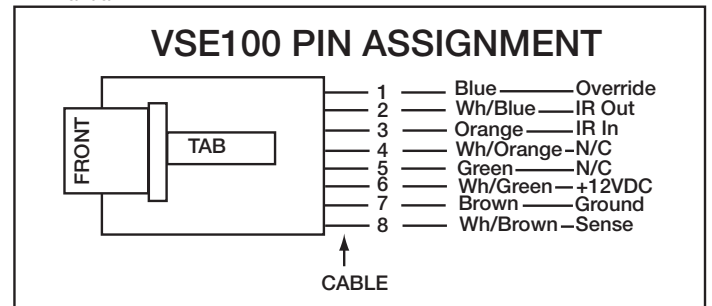 VSE100 PIN ASSIGNMENT
FRONT
TAB
1 Blue Override
2 Wh/Blue IR Out
3 Orange IR In
4 Wh/Orange N/C
5 Green N/C
6 Wh/Green +12VDC
7 Brown Ground
8 Wh/Brown Sense
CABLE